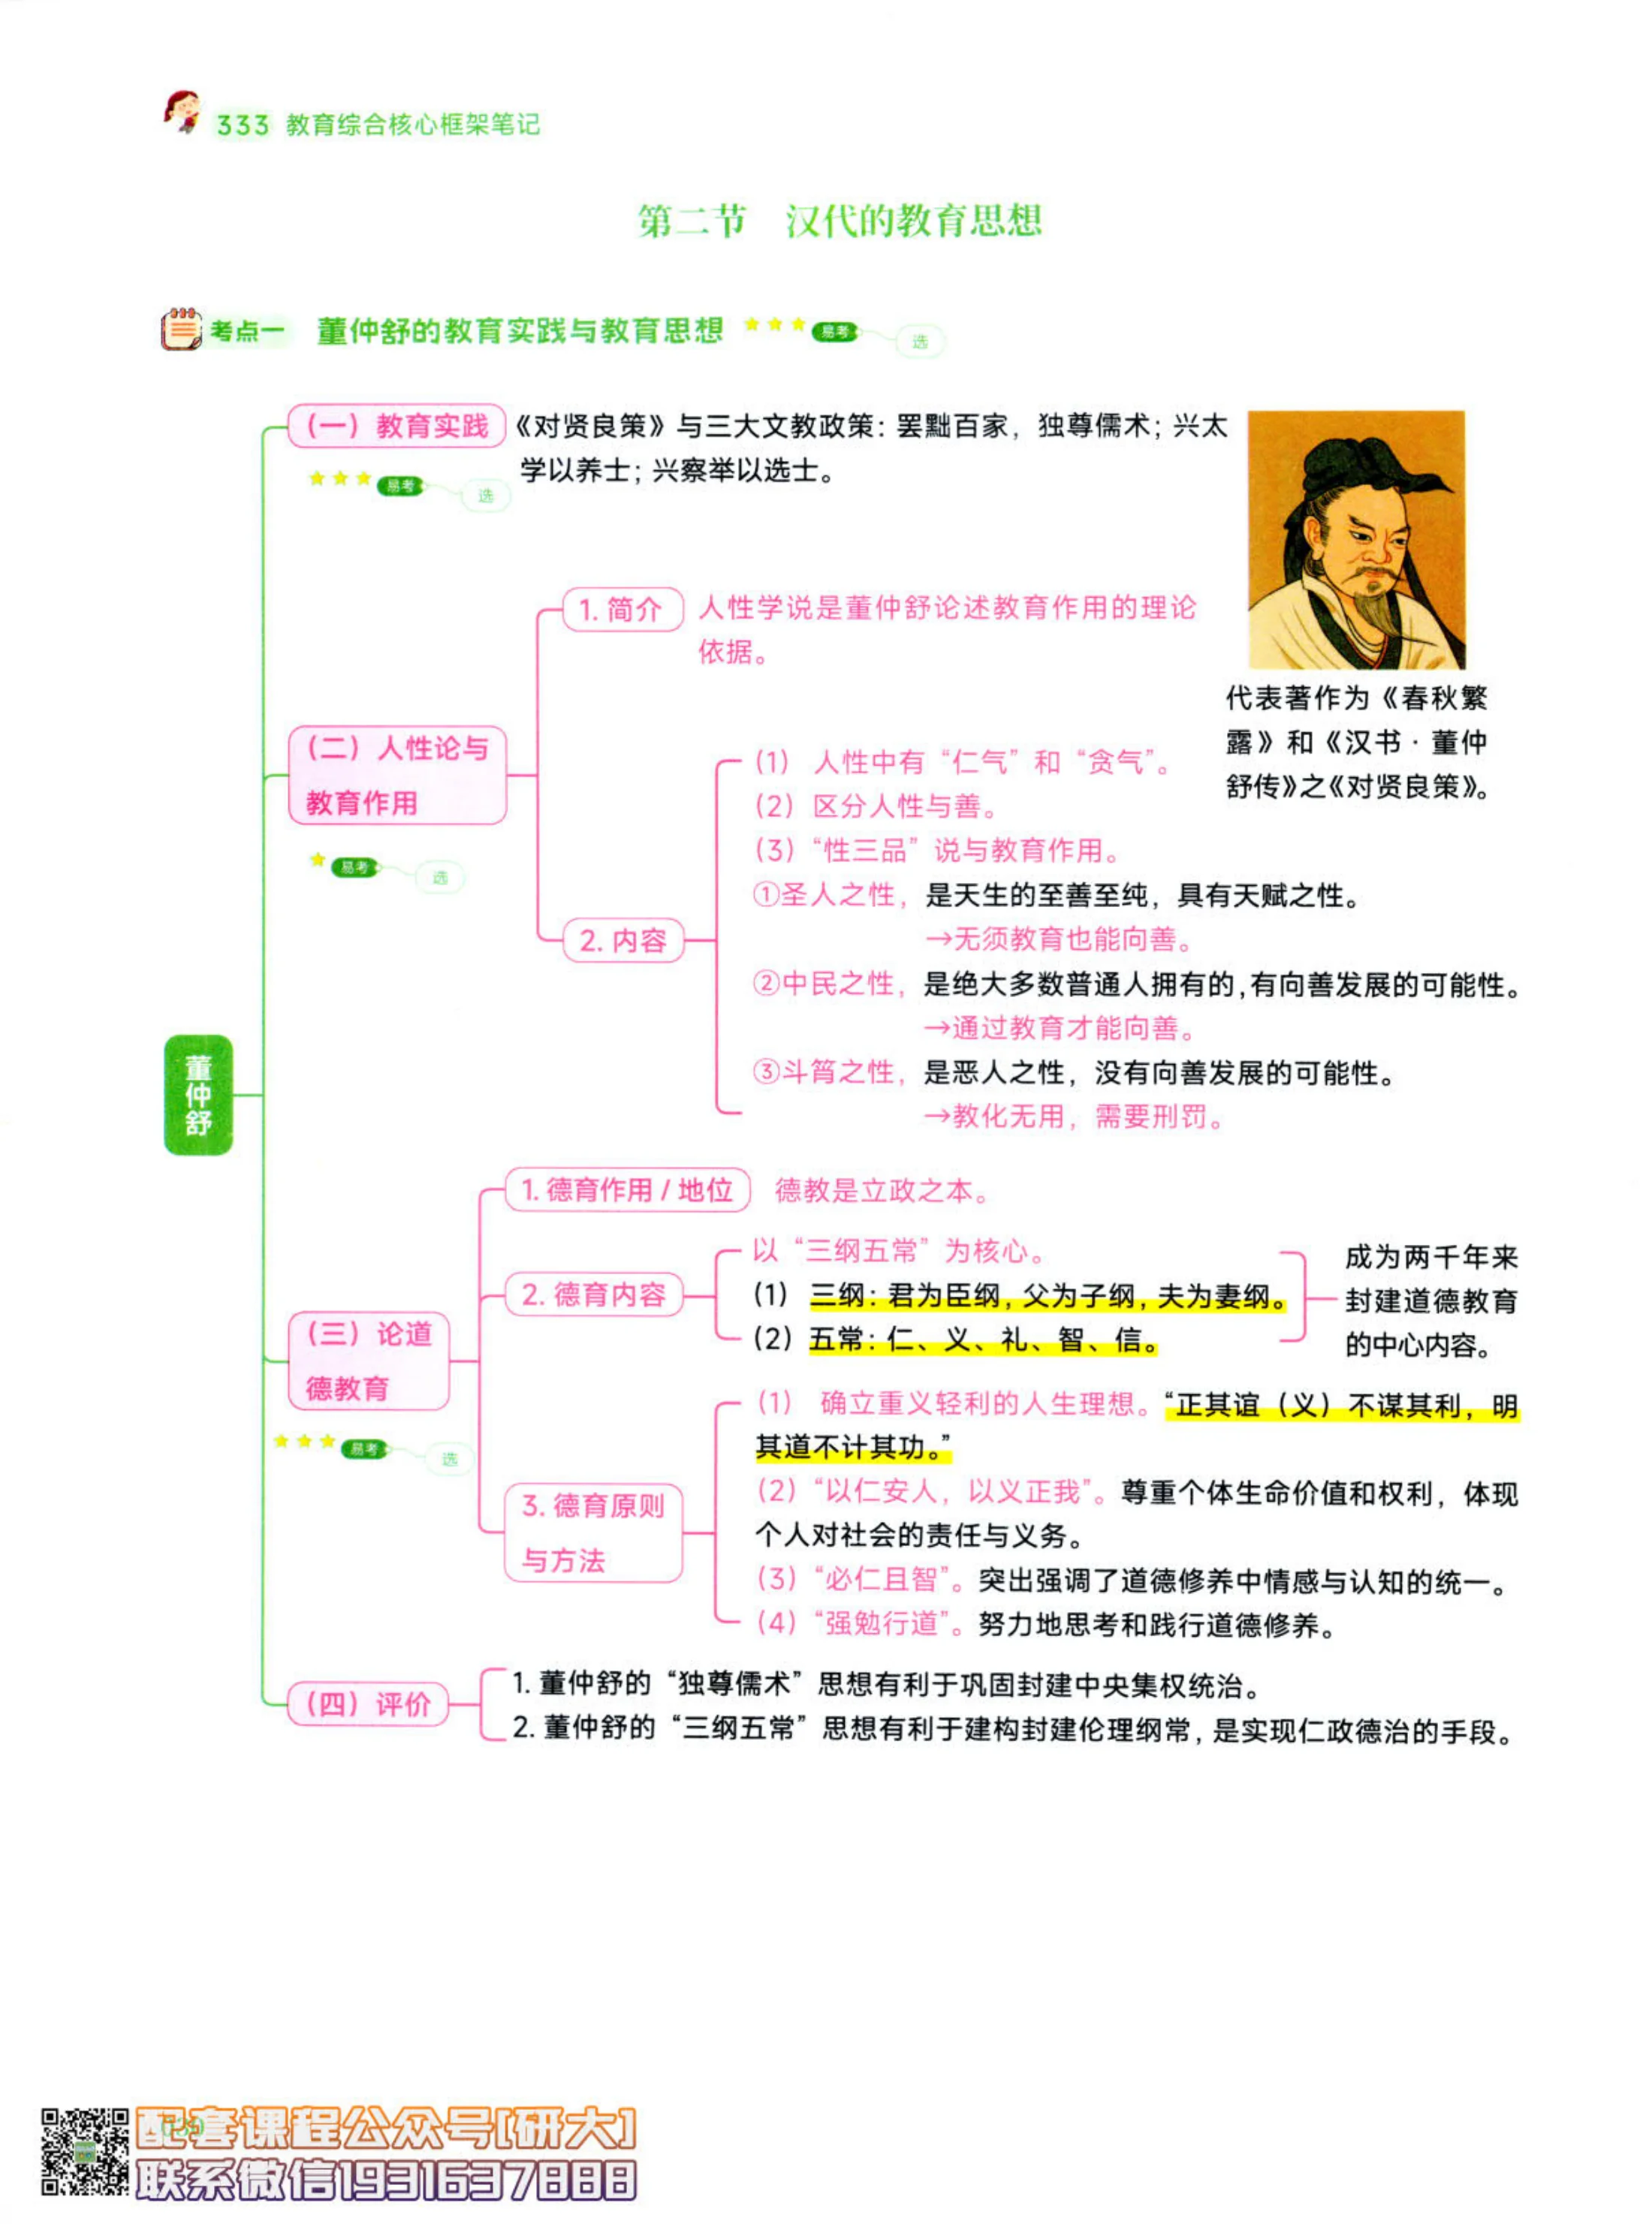 333 教育综合核心框架笔记
第二节 汉代的教育思想
考点一 董仲舒的教育实践与教育思想 易考 选
董仲舒
(一) 教育实践
易考 选
《对贤良策》与三大文教政策：罢黜百家，独尊儒术；兴太
学以养士；兴察举以选士。
代表著作为《春秋繁
露》和《汉书·董仲
舒传》之《对贤良策》。
(二) 人性论与
教育作用
易考 选
1. 简介
人性学说是董仲舒论述教育作用的理论
依据。
2. 内容
(1) 人性中有“仁气”和“贪气”。
(2) 区分人性与善。
(3)“性三品”说与教育作用。
①圣人之性，是天生的至善至纯，具有天赋之性。
→无须教育也能向善。
②中民之性，是绝大多数普通人拥有的，有向善发展的可能性。
→通过教育才能向善。
③斗筲之性，是恶人之性，没有向善发展的可能性。
→教化无用，需要刑罚。
(三) 论道
德教育
易考 选
1. 德育作用 / 地位 德教是立政之本。
2. 德育内容
以“三纲五常”为核心。
(1) 三纲：君为臣纲，父为子纲，夫为妻纲。
(2) 五常：仁、义、礼、智、信。
成为两千年来
封建道德教育
的中心内容。
3. 德育原则
与方法
(1) 确立重义轻利的人生理想。“正其谊（义）不谋其利，明
其道不计其功。”
(2)“以仁安人，以义正我”。尊重个体生命价值和权利，体现
个人对社会的责任与义务。
(3)“必仁且智”。突出强调了道德修养中情感与认知的统一。
(4)“强勉行道”。努力地思考和践行道德修养。
(四) 评价
1. 董仲舒的“独尊儒术”思想有利于巩固封建中央集权统治。
2. 董仲舒的“三纲五常”思想有利于建构封建伦理纲常，是实现仁政德治的手段。
配套课程公众号[研大]
联系微信1931637888